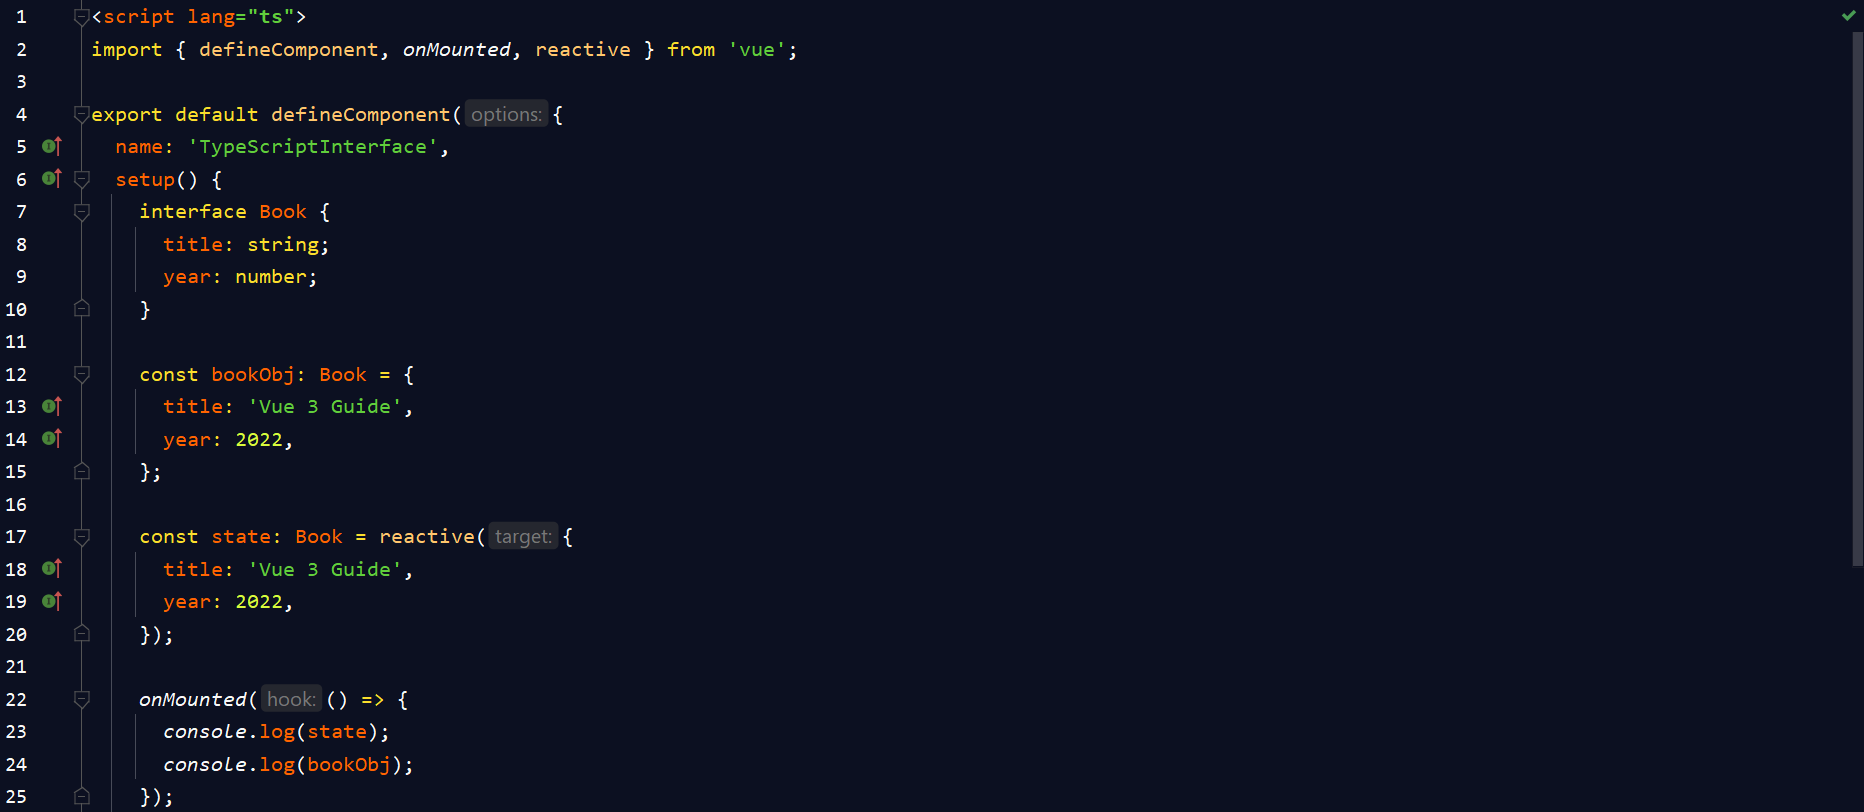 1 <script lang="ts">
2 import { defineComponent, onMounted, reactive } from 'vue';
3
4 export default defineComponent( options: {
5   name: 'TypeScriptInterface',
6   setup() {
7     interface Book {
8       title: string;
9       year: number;
10     }
11
12     const bookObj: Book = {
13       title: 'Vue 3 Guide',
14       year: 2022,
15     };
16
17     const state: Book = reactive( target: {
18       title: 'Vue 3 Guide',
19       year: 2022,
20     });
21
22     onMounted( hook: () => {
23       console.log(state);
24       console.log(bookObj);
25     });